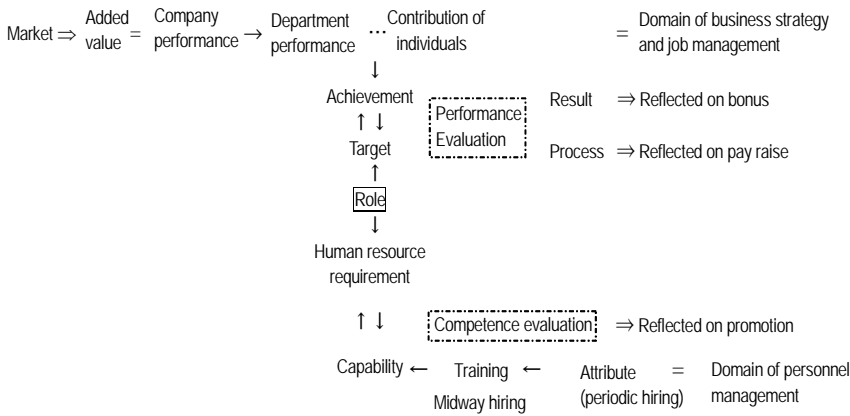 Market ⇒ Added value = Company performance → Department performance ··· Contribution of individuals = Domain of business strategy and job management
↓
Achievement
Performance Evaluation
Result ⇒ Reflected on bonus
↑ ↓
Target
Process ⇒ Reflected on pay raise
↑
Role
↓
Human resource
requirement
↑ ↓
Competence evaluation ⇒ Reflected on promotion
Capability ← Training ← Attribute (periodic hiring) = Domain of personnel management
Midway hiring